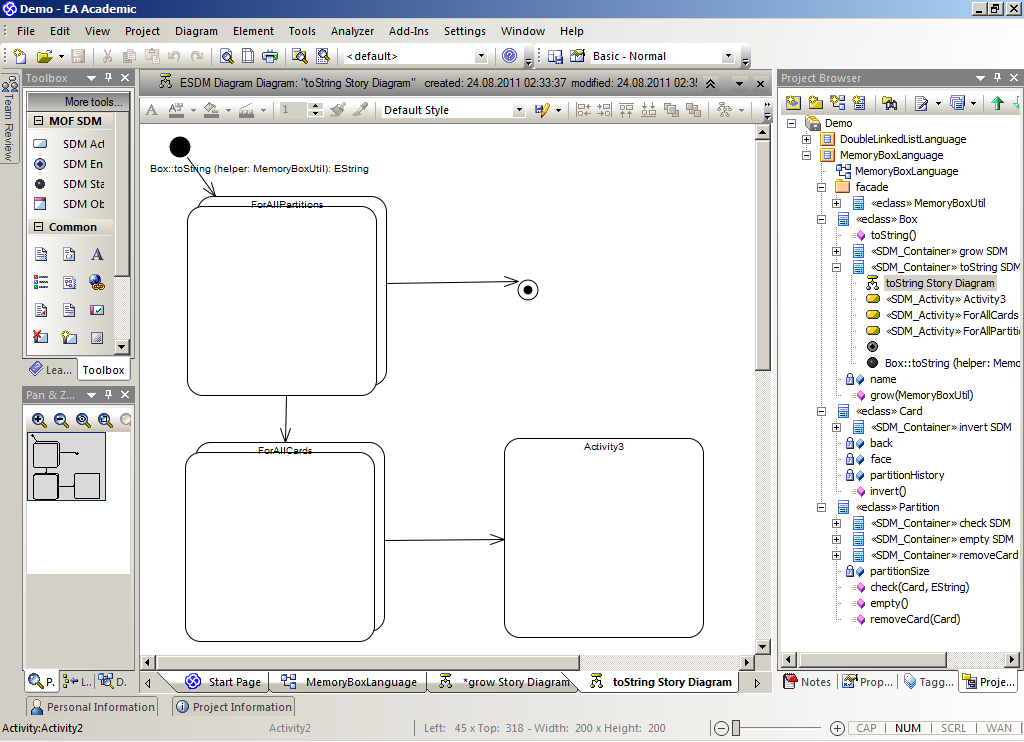 Demo - EA Academic
File Edit View Project Diagram Element Tools Analyzer Add-Ins Settings Window Help
<default>
Basic - Normal
Team Review
Toolbox
More tools...
MOF SDM
SDM Act
SDM En
SDM Sta
SDM Ob
Common
Lea...
Toolbox
Pan & Z...
P.
L..
D.
ESDM Diagram Diagram: "toString Story Diagram" created: 24.08.2011 02:33:37 modified: 24.08.2011 02:35
1
Default Style
Box::toString (helper: MemoryBoxUtil): EString
ForAllPartitions
ForAllCards
Activity3
Start Page
MemoryBoxLanguage
*grow Story Diagram
toString Story Diagram
Project Browser
Demo
DoubleLinkedListLanguage
MemoryBoxLanguage
MemoryBoxLanguage
facade
«eclass» MemoryBoxUtil
«eclass» Box
toString()
«SDM_Container» grow SDM
«SDM_Container» toString SDM
toString Story Diagram
«SDM_Activity» Activity3
«SDM_Activity» ForAllCards
«SDM_Activity» ForAllPartitio
Box::toString (helper: Memo
name
grow(MemoryBoxUtil)
«eclass» Card
«SDM_Container» invert SDM
back
face
partitionHistory
invert()
«eclass» Partition
«SDM_Container» check SDM
«SDM_Container» empty SDM
«SDM_Container» removeCard
partitionSize
check(Card, EString)
empty()
removeCard(Card)
Notes
Prop...
Tagg...
Proje...
Personal Information
Project Information
Activity:Activity2
Activity2
Left: 45 x Top: 318 - Width: 200 x Height: 200
CAP NUM SCRL WAN